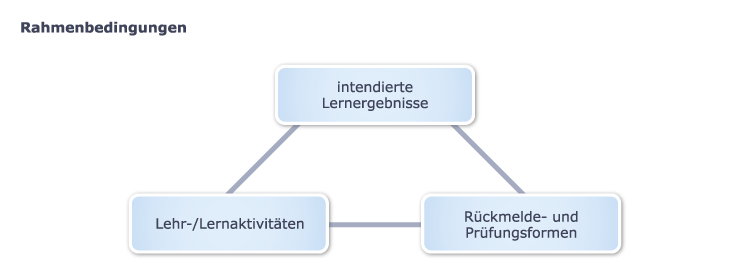 Rahmenbedingungen
intendierte
Lernergebnisse
Lehr-/Lernaktivitäten
Rückmelde- und
Prüfungsformen